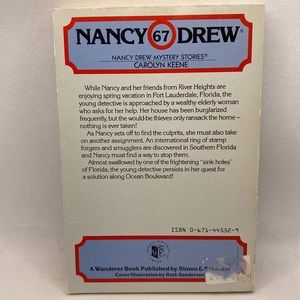 NANCY 67 DREW®
NANCY DREW MYSTERY STORIES®
CAROLYN KEENE
While Nancy and her friends from River Heights are
enjoying spring vacation in Fort Lauderdale, Florida, the
young detective is approached by a wealthy elderly woman
who asks for her help. Her house has been burglarized
frequently, but the would-be thieves only ransack the home—
nothing is ever taken!
As Nancy sets off to find the culprits, she must also take
on another assignment. An international ring of stamp
forgers and smugglers are discovered in Southern Florida
and Nancy must find a way to stop them.
Almost swallowed by one of the frightening "sink holes"
of Florida, the young detective persists in her quest for
a solution along Ocean Boulevard!
ISBN 0-671-44552-9
A Wanderer Book Published by Simon & Schuster
Cover Illustration by Ruth Sanderson